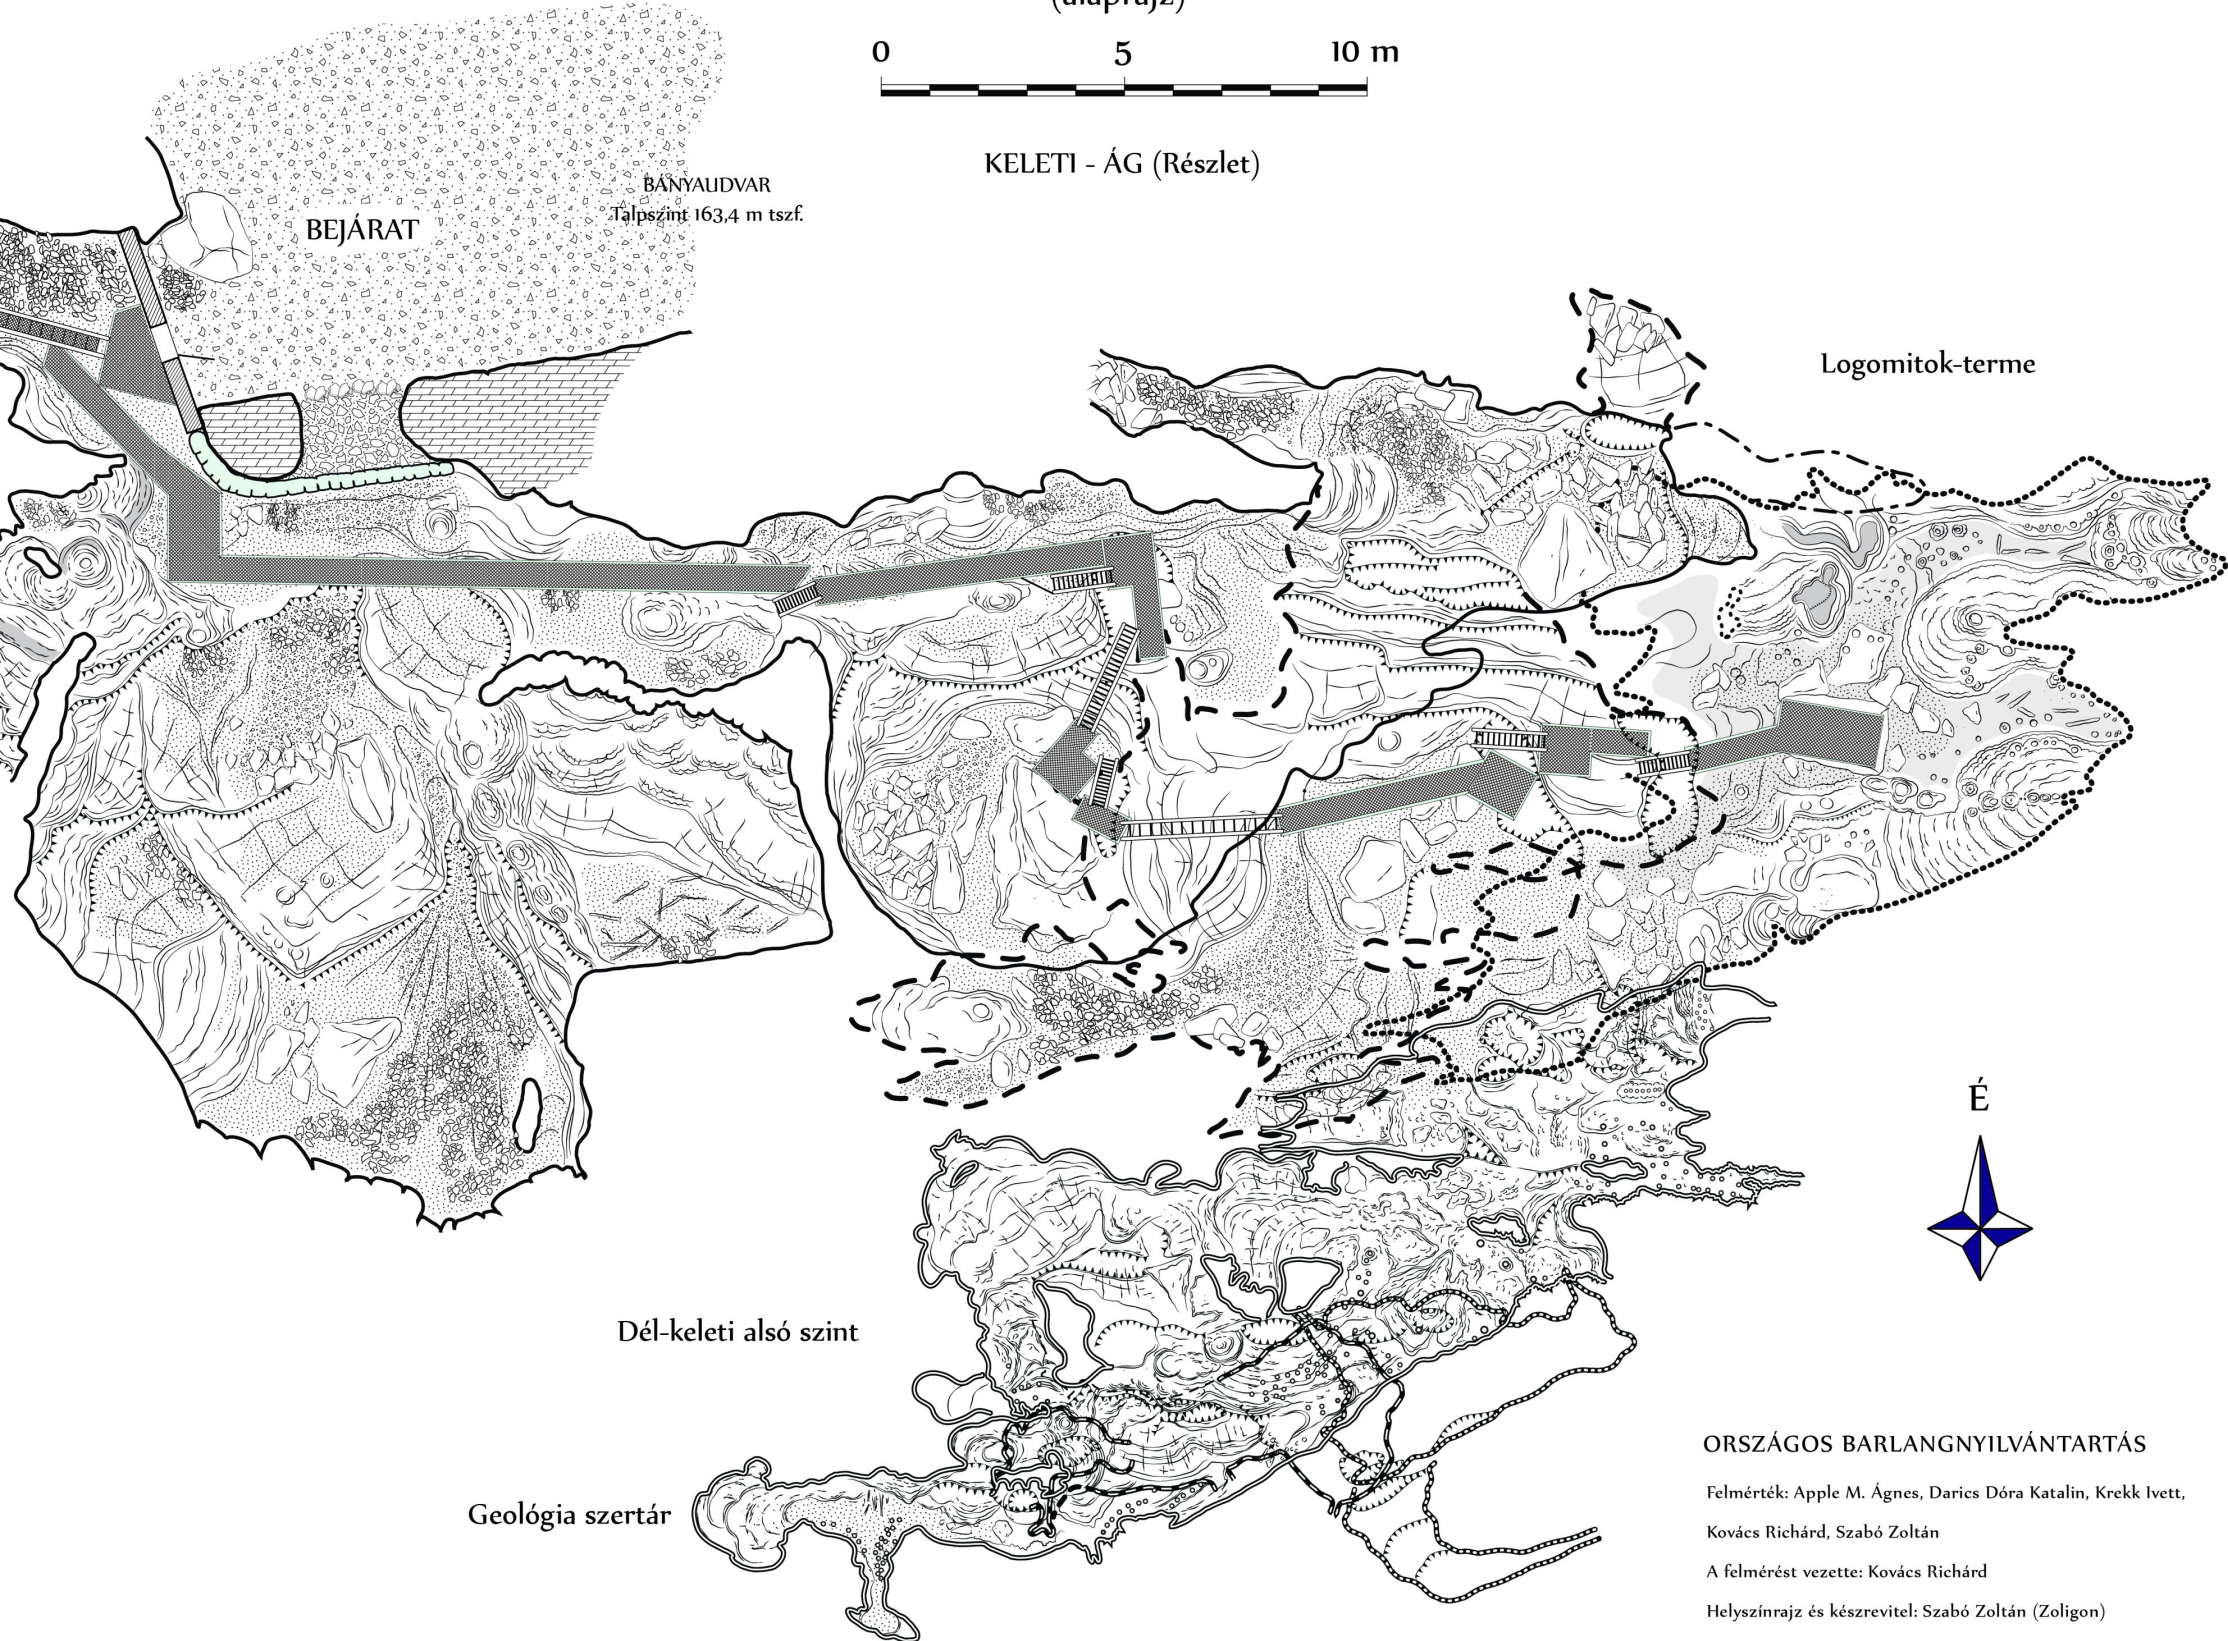 (alaprajz)
0 5 10 m
KELETI - ÁG (Részlet)
BÁNYAUDVAR
Talpszint 163,4 m tszf.
BEJÁRAT
Logomitok-terme
É
Dél-keleti alsó szint
Geológia szertár
ORSZÁGOS BARLANGNYILVÁNTARTÁS
Felmérték: Apple M. Ágnes, Darics Dóra Katalin, Krekk Ivett,
Kovács Richárd, Szabó Zoltán
A felmérést vezette: Kovács Richárd
Helyszínrajz és készrevitel: Szabó Zoltán (Zoligon)